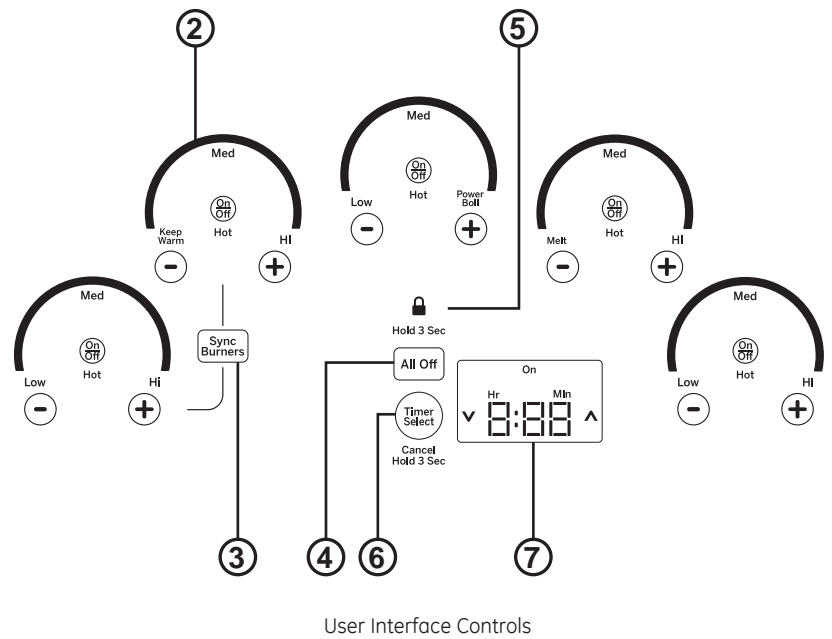 2
5
Med
On
Off
Hot
Keep
Warm
HI
-
+
Med
On
Off
Hot
Low
Power
Boil
-
+
Med
On
Off
Hot
Melt
HI
-
+
Med
On
Off
Hot
Low
Hi
-
+
Sync
Burners
Hold 3 Sec
All Off
Timer
Select
Cancel
Hold 3 Sec
On
Hr
Min
8:88
Med
On
Off
Hot
Low
HI
-
+
3
4
6
7
User Interface Controls